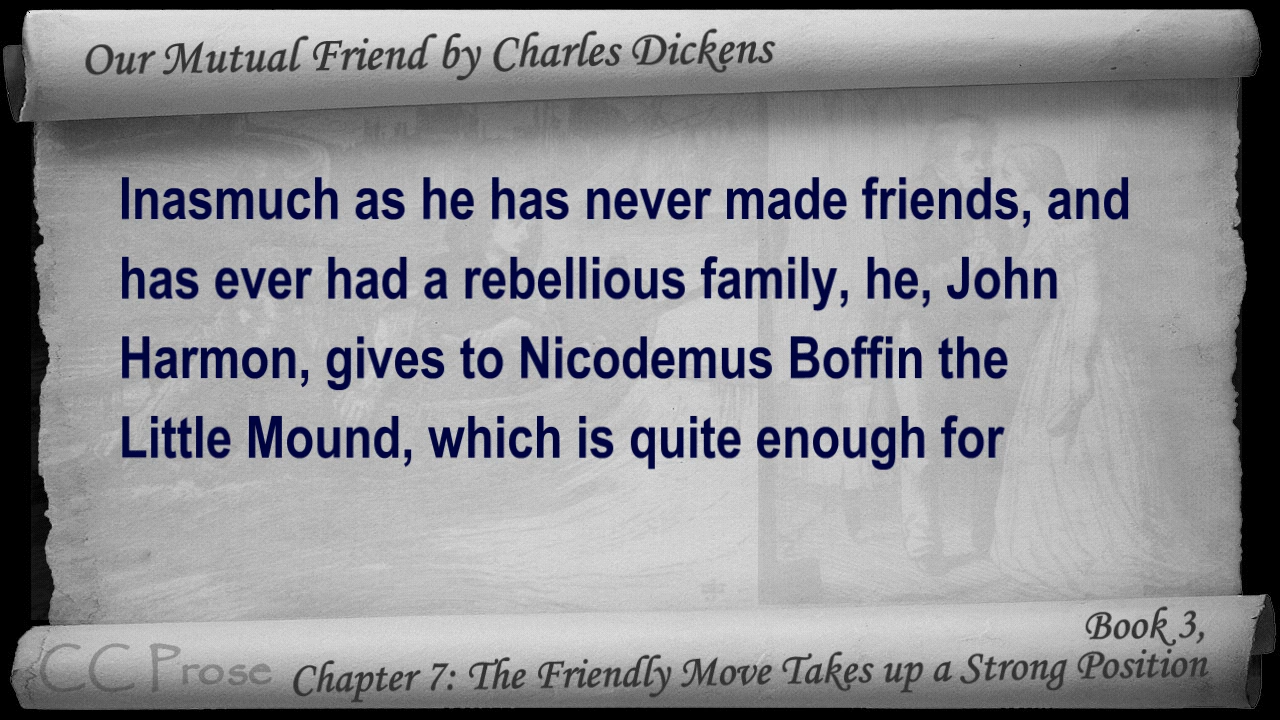 Our Mutual Friend by Charles Dickens
Inasmuch as he has never made friends, and
has ever had a rebellious family, he, John
Harmon, gives to Nicodemus Boffin the
Little Mound, which is quite enough for
Book 3,
CC Prose
Chapter 7: The Friendly Move Takes up a Strong Position